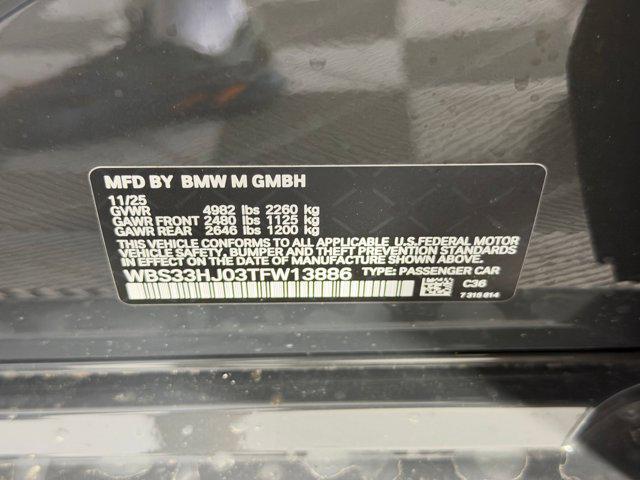 MFD BY BMW M GMBH
11/25
GVWR 4982 lbs 2260 kg
GAWR FRONT 2480 lbs 1125 kg
GAWR REAR 2646 lbs 1200 kg
THIS VEHICLE CONFORMS TO ALL APPLICABLE U.S. FEDERAL MOTOR
VEHICLE SAFETY, BUMPER AND THEFT PREVENTION STANDARDS
IN EFFECT ON THE DATE OF MANUFACTURE SHOWN ABOVE.
WBS33HJ03TFW13886 TYPE: PASSENGER CAR
C36
7 315 014